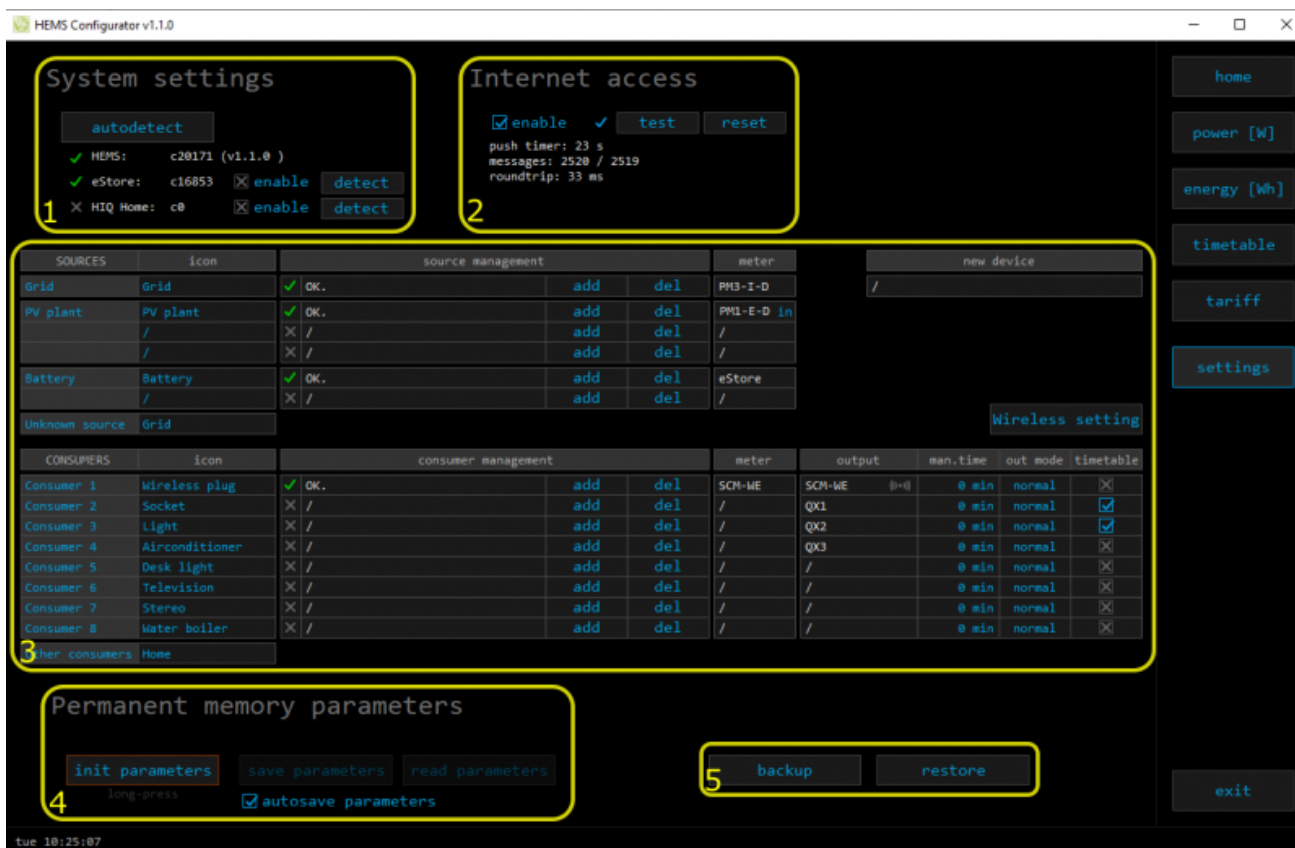 HEMS Configurator v1.1.0
System settings
autodetect
HEMS: c20171 (v1.1.0 )
eStore: c16853 enable detect
HIQ Home: c0 enable detect
1
Internet access
enable test reset
push timer: 23 s
messages: 2520 / 2519
roundtrip: 33 ms
2
home
power [W]
energy [Wh]
timetable
tariff
settings
exit
SOURCES icon source management meter new device
Grid Grid OK. add del PM3-I-D /
PV plant PV plant OK. add del PM1-E-D in
/ / add del /
/ / add del /
Battery Battery OK. add del eStore
/ / add del /
Unknown source Grid
Wireless setting
CONSUMERS icon consumer management meter output man.time out mode timetable
Consumer 1 Wireless plug OK. add del SCM-WE SCM-WE 0 min normal
Consumer 2 Socket / add del / QX1 0 min normal
Consumer 3 Light / add del / QX2 0 min normal
Consumer 4 Airconditioner / add del / QX3 0 min normal
Consumer 5 Desk light / add del / / 0 min normal
Consumer 6 Television / add del / / 0 min normal
Consumer 7 Stereo / add del / / 0 min normal
Consumer 8 Water boiler / add del / / 0 min normal
Other consumers Home
3
Permanent memory parameters
init parameters save parameters read parameters
long-press
autosave parameters
4
backup restore
5
tue 10:25:07